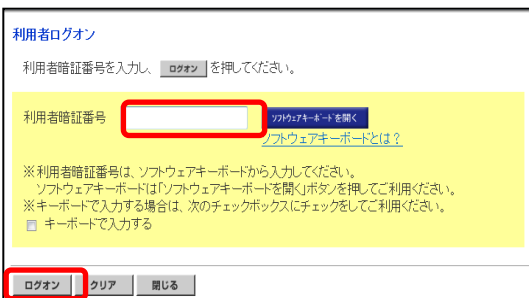 利用者ログオン
利用者暗証番号を入力し、 ログオン を押してください。
利用者暗証番号 ソフトウェアキーボードを開く
ソフトウェアキーボードとは？
※利用者暗証番号は、ソフトウェアキーボードから入力してください。
ソフトウェアキーボードは「ソフトウェアキーボードを開く」ボタンを押してご利用ください。
※キーボードで入力する場合は、次のチェックボックスにチェックをしてご利用ください。
キーボードで入力する
ログオン クリア 閉じる